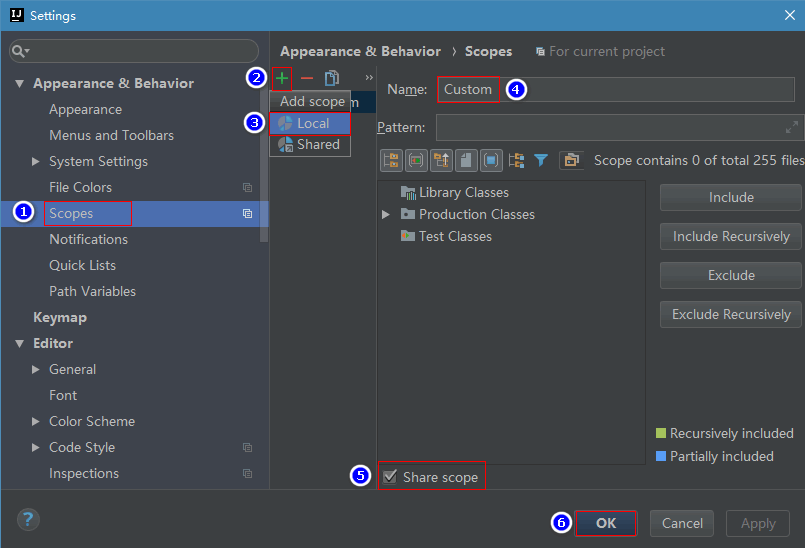 IJ Settings
Appearance & Behavior
Appearance
Menus and Toolbars
System Settings
File Colors
1 Scopes
Notifications
Quick Lists
Path Variables
Keymap
Editor
General
Font
Color Scheme
Code Style
Inspections
Appearance & Behavior › Scopes For current project
2 + − »
Add scope m
3 Local
Shared
Name: Custom 4
Pattern:
Scope contains 0 of total 255 files
Library Classes
Production Classes
Test Classes
Include
Include Recursively
Exclude
Exclude Recursively
Recursively included
Partially included
5 Share scope
?
6 OK Cancel Apply